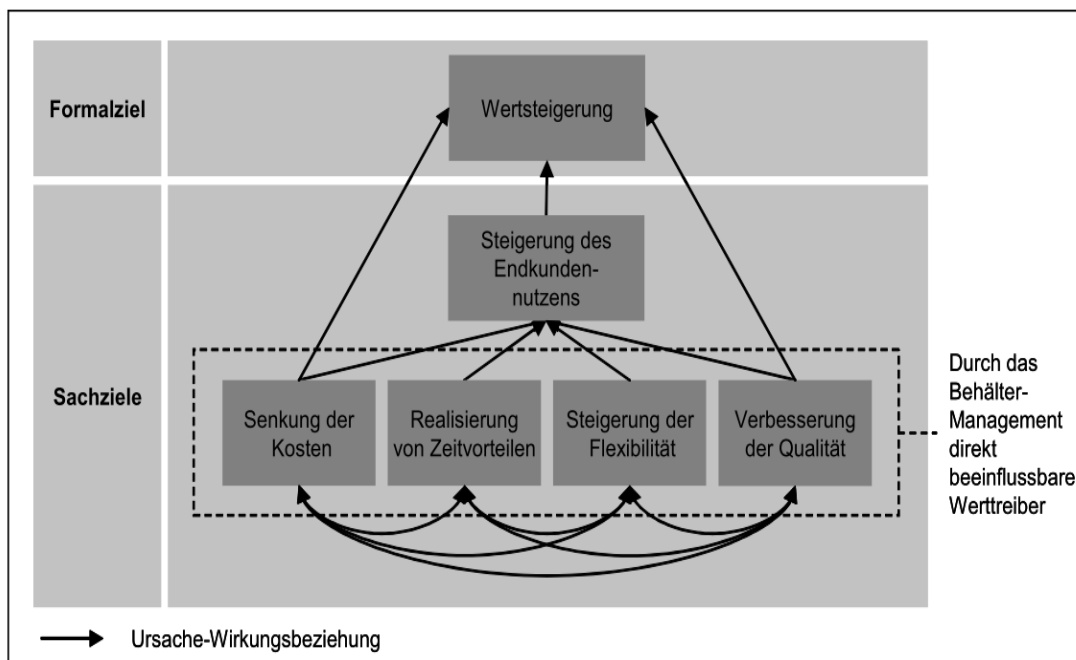 Formalziel
Wertsteigerung
Steigerung des
Endkunden-
nutzens
Sachziele
Senkung der
Kosten
Realisierung
von Zeitvorteilen
Steigerung der
Flexibilität
Verbesserung
der Qualität
Durch das
Behälter-
Management
direkt
beeinflussbare
Werttreiber
Ursache-Wirkungsbeziehung